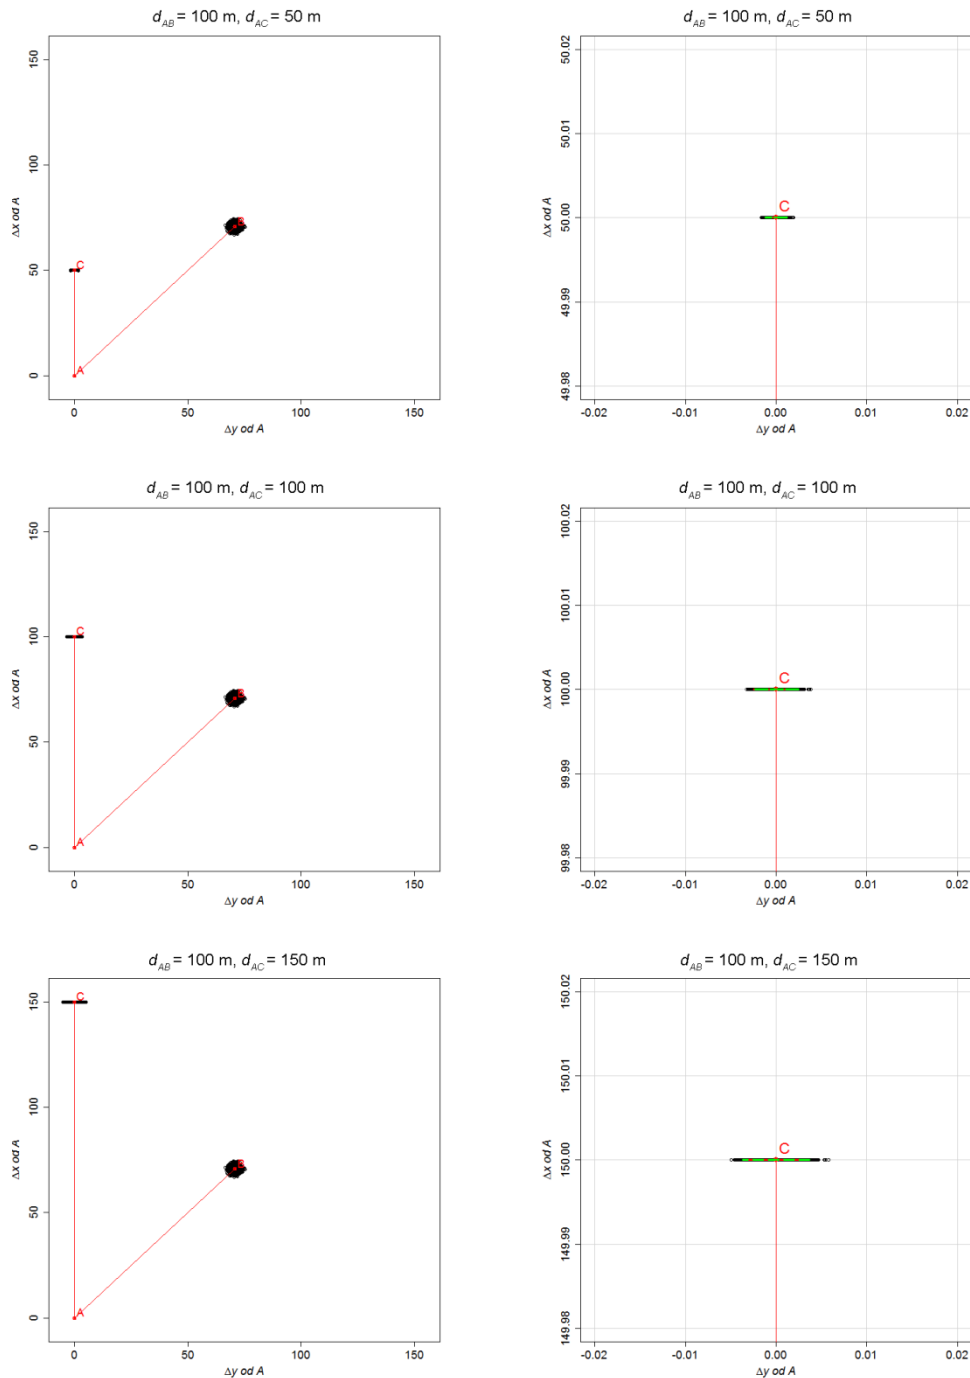 d_AB = 100 m, d_AC = 50 m
150
100
50
0
Δx od A
C
B
A
0
50
100
150
Δy od A
d_AB = 100 m, d_AC = 50 m
50.02
50.01
50.00
49.99
49.98
Δx od A
C
-0.02
-0.01
0.00
0.01
0.02
Δy od A
d_AB = 100 m, d_AC = 100 m
150
100
50
0
Δx od A
C
B
A
0
50
100
150
Δy od A
d_AB = 100 m, d_AC = 100 m
100.02
100.01
100.00
99.99
99.98
Δx od A
C
-0.02
-0.01
0.00
0.01
0.02
Δy od A
d_AB = 100 m, d_AC = 150 m
150
100
50
0
Δx od A
C
B
A
0
50
100
150
Δy od A
d_AB = 100 m, d_AC = 150 m
150.02
150.01
150.00
149.99
149.98
Δx od A
C
-0.02
-0.01
0.00
0.01
0.02
Δy od A